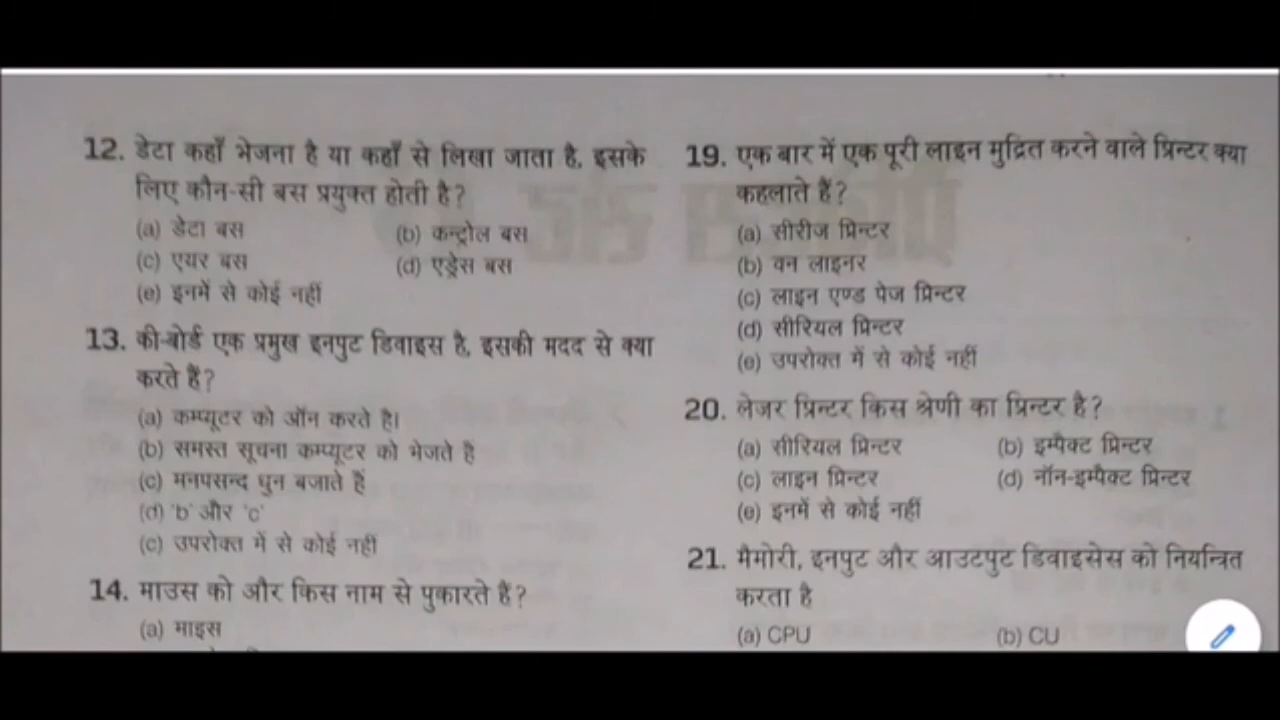 12. डेटा कहाँ भेजना है या कहाँ से लिखा जाता है, इसके
लिए कौन-सी बस प्रयुक्त होती है?
(a) डेटा बस (b) कन्ट्रोल बस
(c) एयर बस (d) एड्रेस बस
(e) इनमें से कोई नहीं
13. की-बोर्ड एक प्रमुख इनपुट डिवाइस है, इसकी मदद से क्या
करते हैं?
(a) कम्प्यूटर को ऑन करते है।
(b) समस्त सूचना कम्प्यूटर को भेजते है
(c) मनपसन्द धुन बजाते हैं
(d) 'b' और 'c'
(c) उपरोक्त में से कोई नहीं
14. माउस को और किस नाम से पुकारते हैं?
(a) माइस
19. एक बार में एक पूरी लाइन मुद्रित करने वाले प्रिन्टर क्या
कहलाते हैं?
(a) सीरीज प्रिन्टर
(b) वन लाइनर
(c) लाइन एण्ड पेज प्रिन्टर
(d) सीरियल प्रिन्टर
(e) उपरोक्त में से कोई नहीं
20. लेजर प्रिन्टर किस श्रेणी का प्रिन्टर है?
(a) सीरियल प्रिन्टर (b) इम्पैक्ट प्रिन्टर
(c) लाइन प्रिन्टर (d) नॉन-इम्पैक्ट प्रिन्टर
(e) इनमें से कोई नहीं
21. मैमोरी, इनपुट और आउटपुट डिवाइसेस को नियन्त्रित
करता है
(a) CPU (b) CU